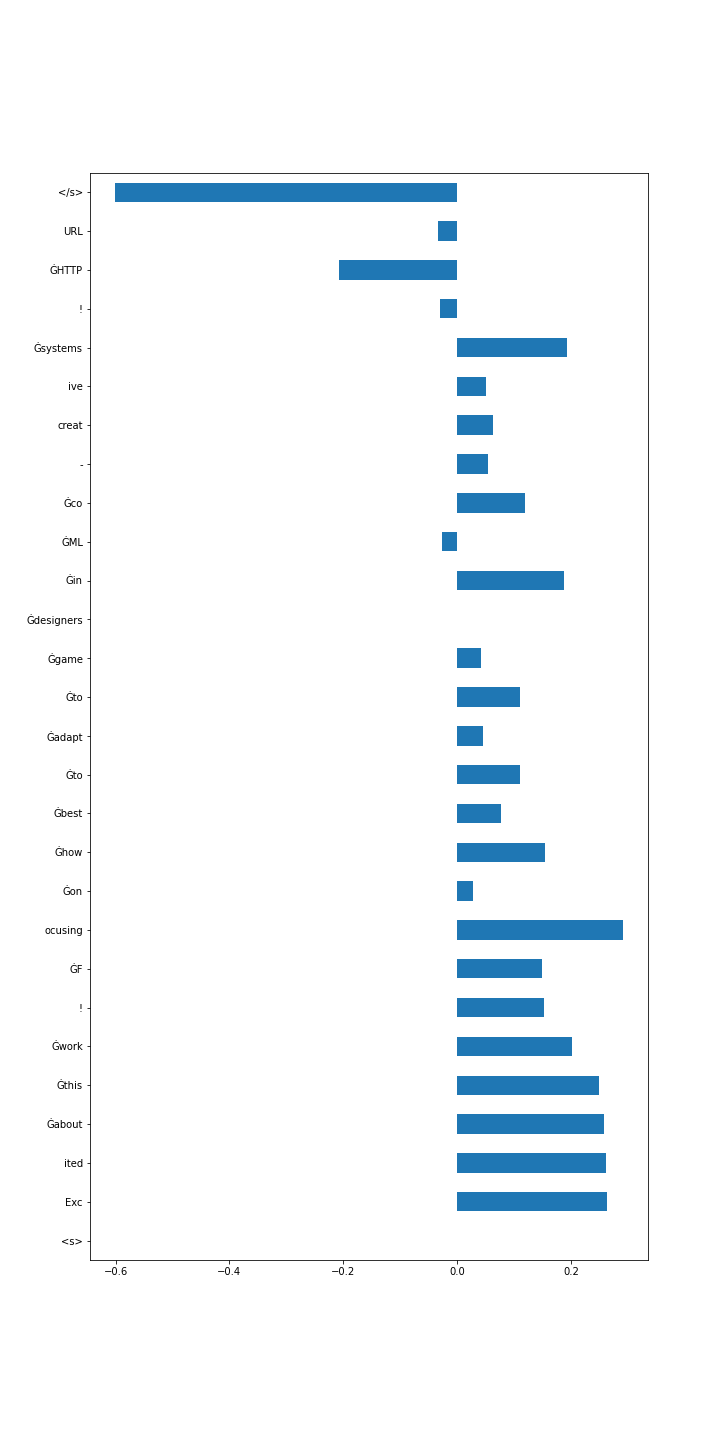 </s>
URL
ĠHTTP
!
Ġsystems
ive
creat
-
Ġco
ĠML
Ġin
Ġdesigners
Ġgame
Ġto
Ġadapt
Ġto
Ġbest
Ġhow
Ġon
ocusing
ĠF
!
Ġwork
Ġthis
Ġabout
ited
Exc
<s>
−0.6 −0.4 −0.2 0.0 0.2